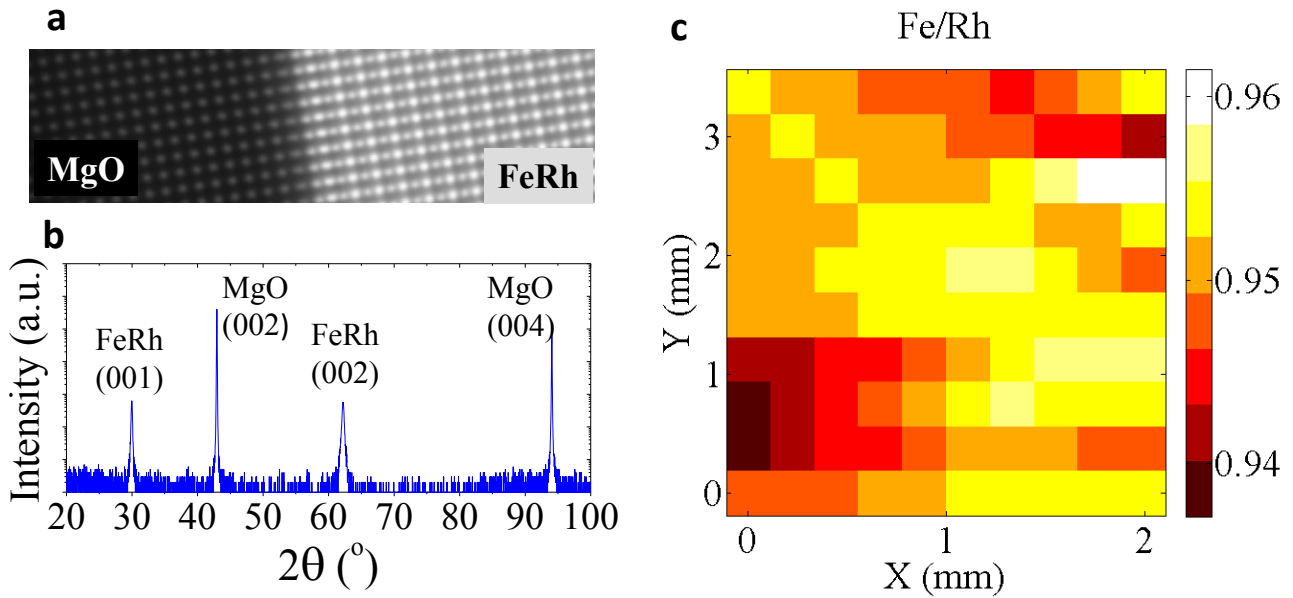 a
MgO
FeRh
b
Intensity (a.u.)
FeRh
(001)
MgO
(002)
FeRh
(002)
MgO
(004)
20 30 40 50 60 70 80 90 100
2θ (°)
c
Fe/Rh
Y (mm)
3
2
1
0
0 1 2
X (mm)
0.96
0.95
0.94